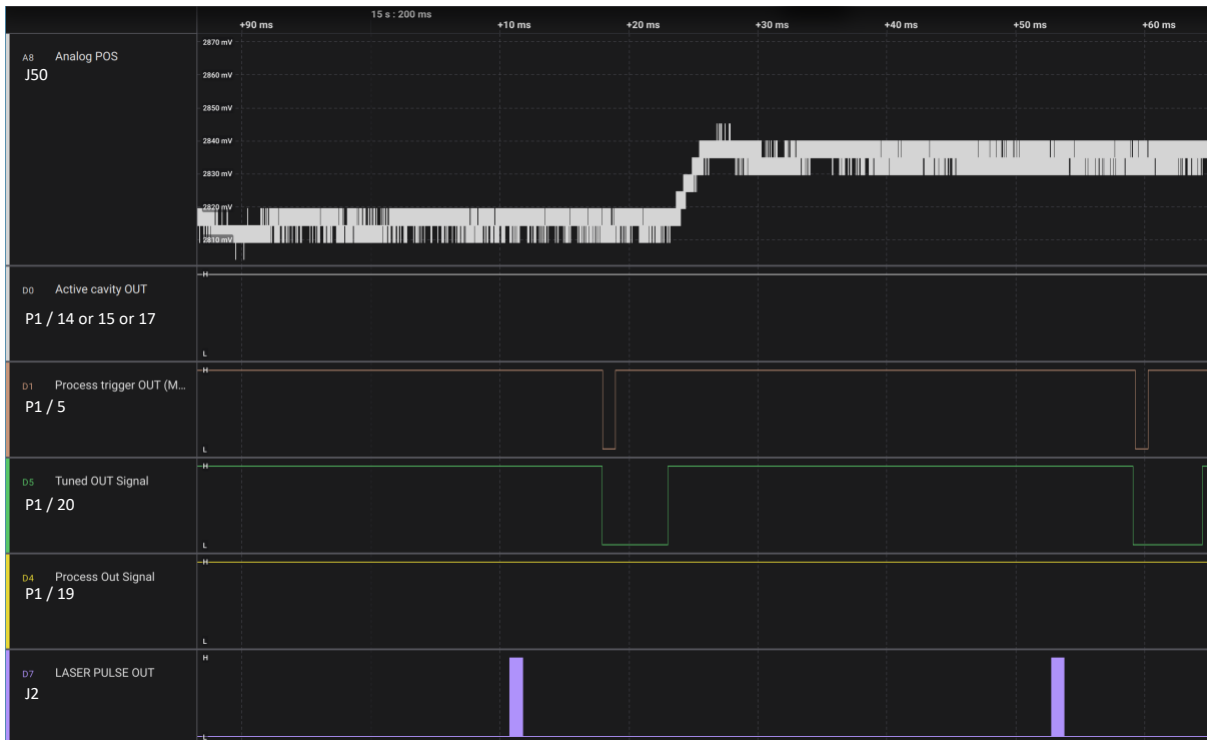 15 s : 200 ms
+90 ms +10 ms +20 ms +30 ms +40 ms +50 ms +60 ms
A8 Analog POS
J50
2870 mV
2860 mV
2850 mV
2840 mV
2830 mV
2820 mV
2810 mV
H
D0 Active cavity OUT
P1 / 14 or 15 or 17
L
H
D1 Process trigger OUT (M...
P1 / 5
L
H
D5 Tuned OUT Signal
P1 / 20
L
H
D4 Process Out Signal
P1 / 19
L
H
D7 LASER PULSE OUT
J2
L